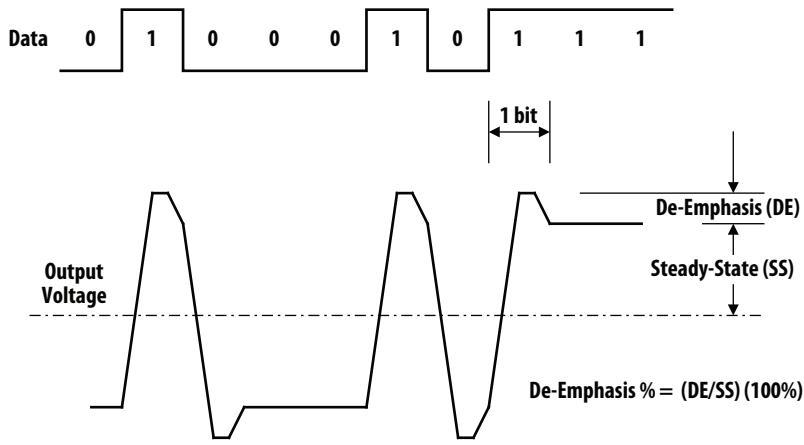 Data 0 1 0 0 0 1 0 1 1 1
1 bit
De-Emphasis (DE)
Steady-State (SS)
Output
Voltage
De-Emphasis % = (DE/SS) (100%)